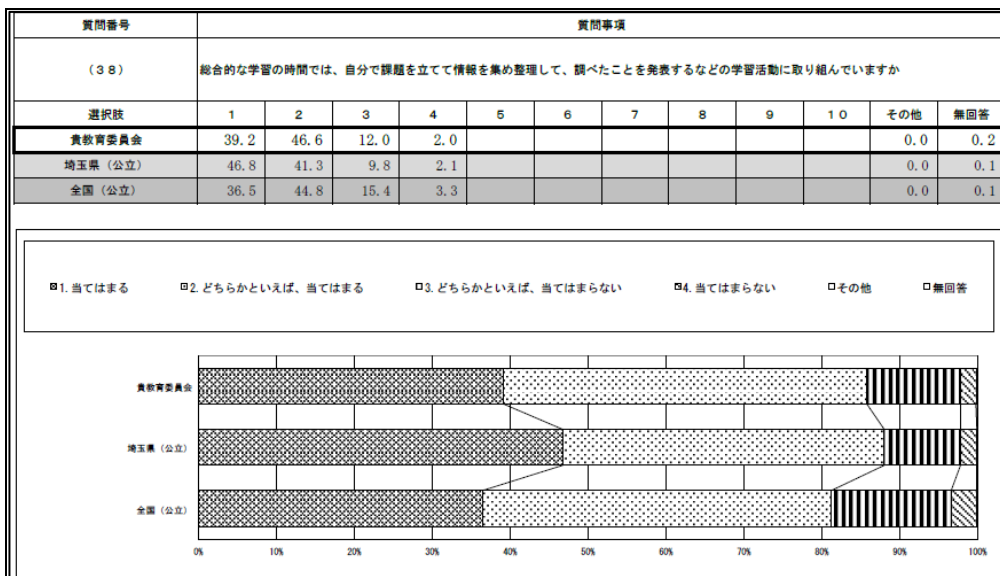 質問番号 質問事項
(38) 総合的な学習の時間では、自分で課題を立てて情報を集め整理して、調べたことを発表するなどの学習活動に取り組んでいますか
選択肢 1 2 3 4 5 6 7 8 9 10 その他 無回答
貴教育委員会 39.2 46.6 12.0 2.0 0.0 0.2
埼玉県（公立） 46.8 41.3 9.8 2.1 0.0 0.1
全国（公立） 36.5 44.8 15.4 3.3 0.0 0.1
1.当てはまる 2.どちらかといえば、当てはまる 3.どちらかといえば、当てはまらない 4.当てはまらない その他 無回答
貴教育委員会
埼玉県（公立）
全国（公立）
0% 10% 20% 30% 40% 50% 60% 70% 80% 90% 100%